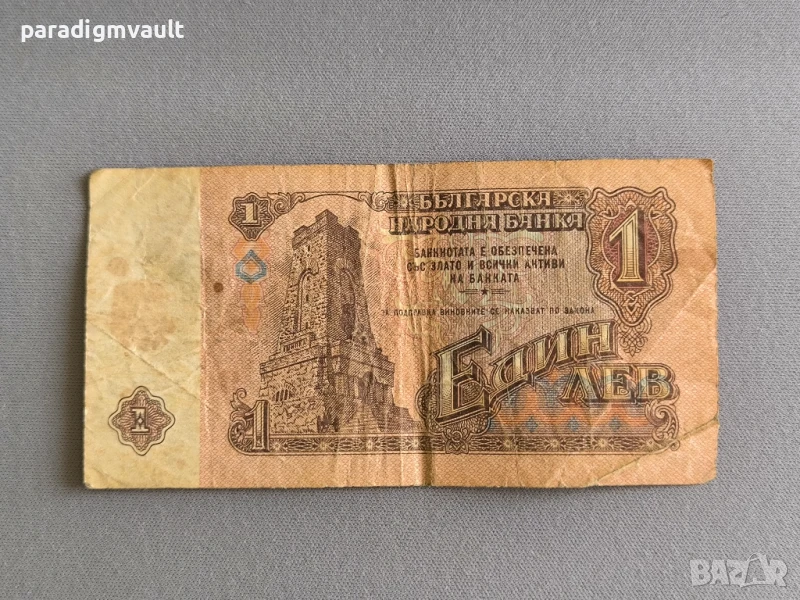 paradigmvault
БЪЛГАРСКА
НАРОДНА БАНКА
1
1
БАНКНОТАТА Е ОБЕЗПЕЧЕНА
СЪС ЗЛАТО И ВСИЧКИ АКТИВИ
НА БАНКАТА
ЗА ПОДПРАВКА ВИНОВНИТЕ СЕ НАКАЗВАТ ПО ЗАКОНА
ЕДИН
ЛЕВ
1
1
BAZAR